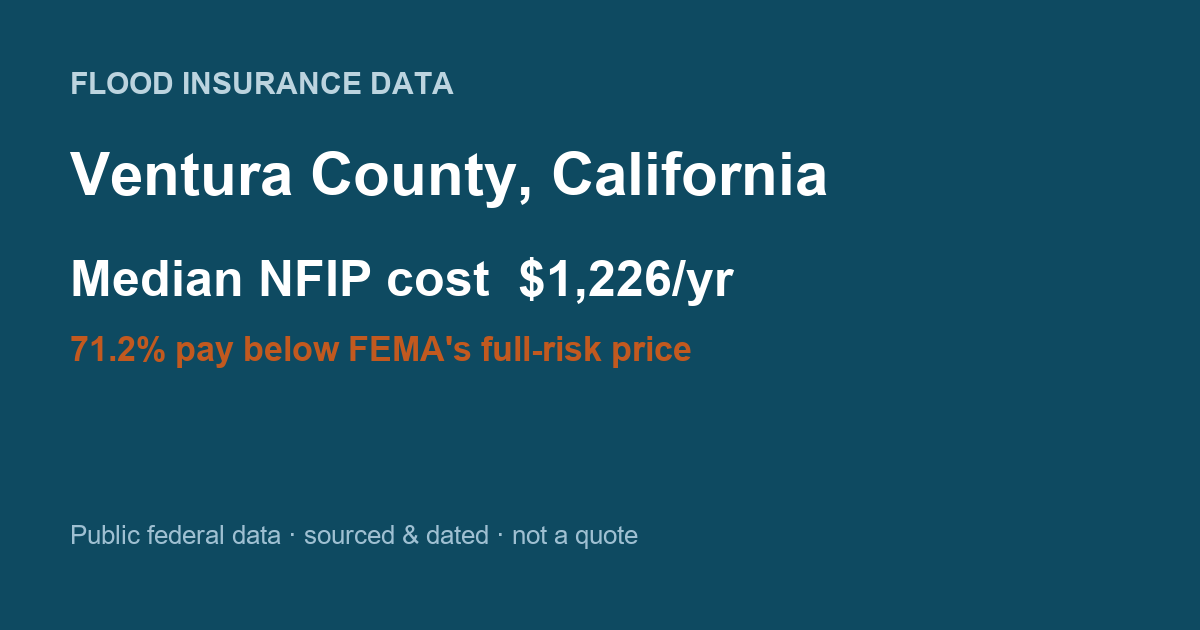 FLOOD INSURANCE DATA
Ventura County, California
Median NFIP cost  $1,226/yr
71.2% pay below FEMA's full-risk price
Public federal data · sourced & dated · not a quote